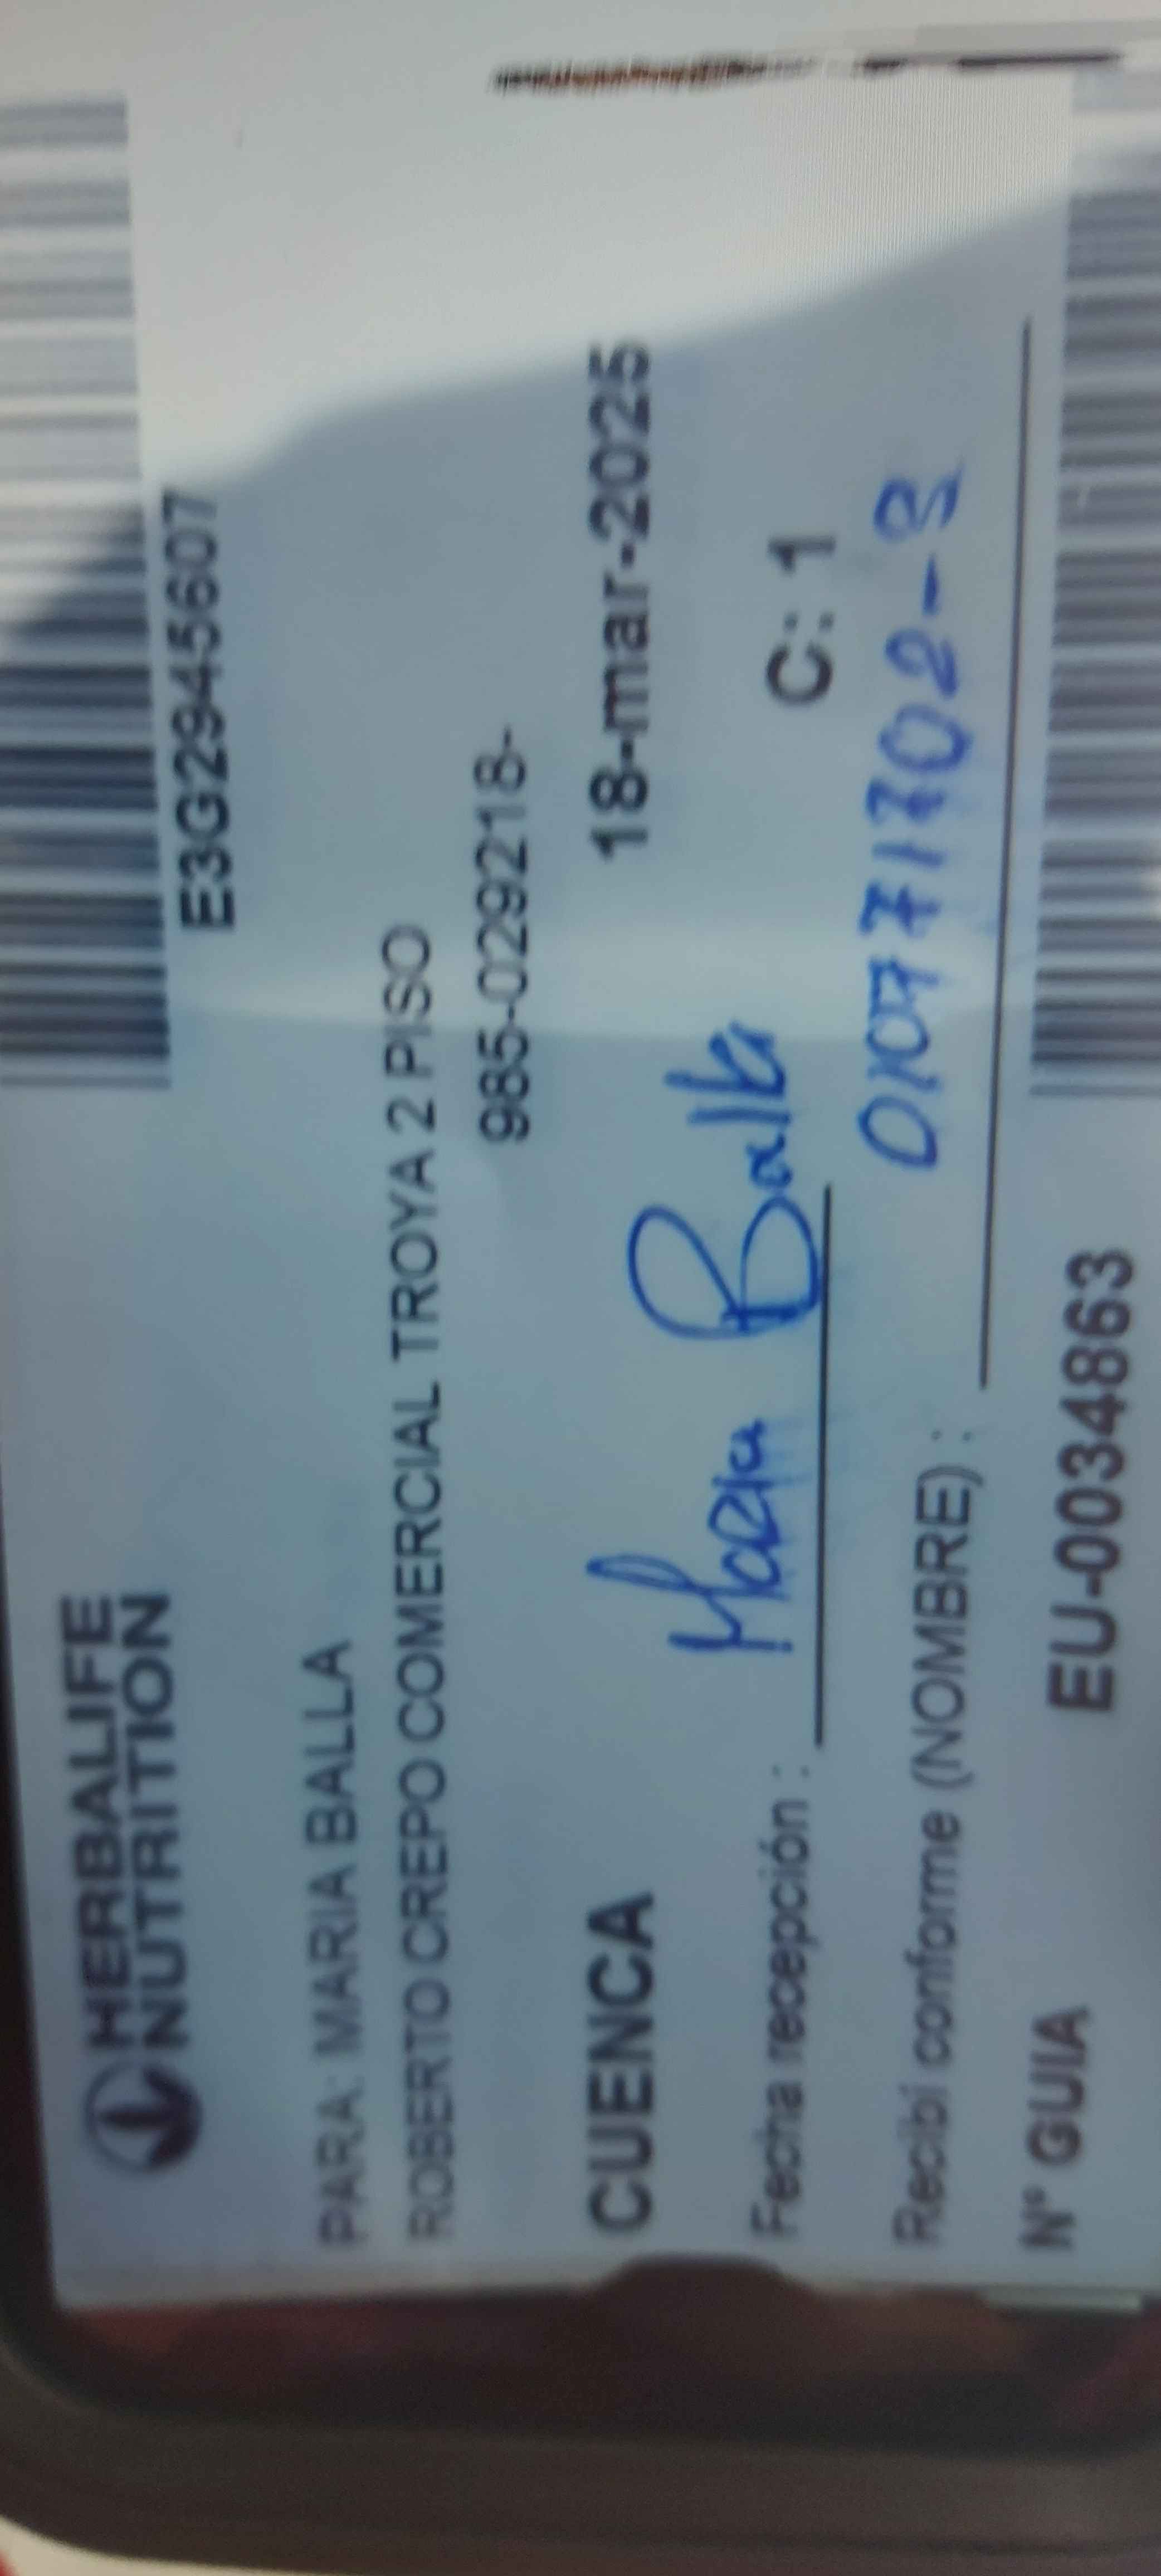 HERBALIFE
NUTRITION
E3G2945607
PARA: MARIA BALLA
ROBERTO CREPO COMERCIAL TROYA 2 PISO
985-029218-
CUENCA 18-mar-2025
Maria Balla
Fecha recepción : C: 1
Recibí conforme (NOMBRE) :
N° GUIA EU-0034863